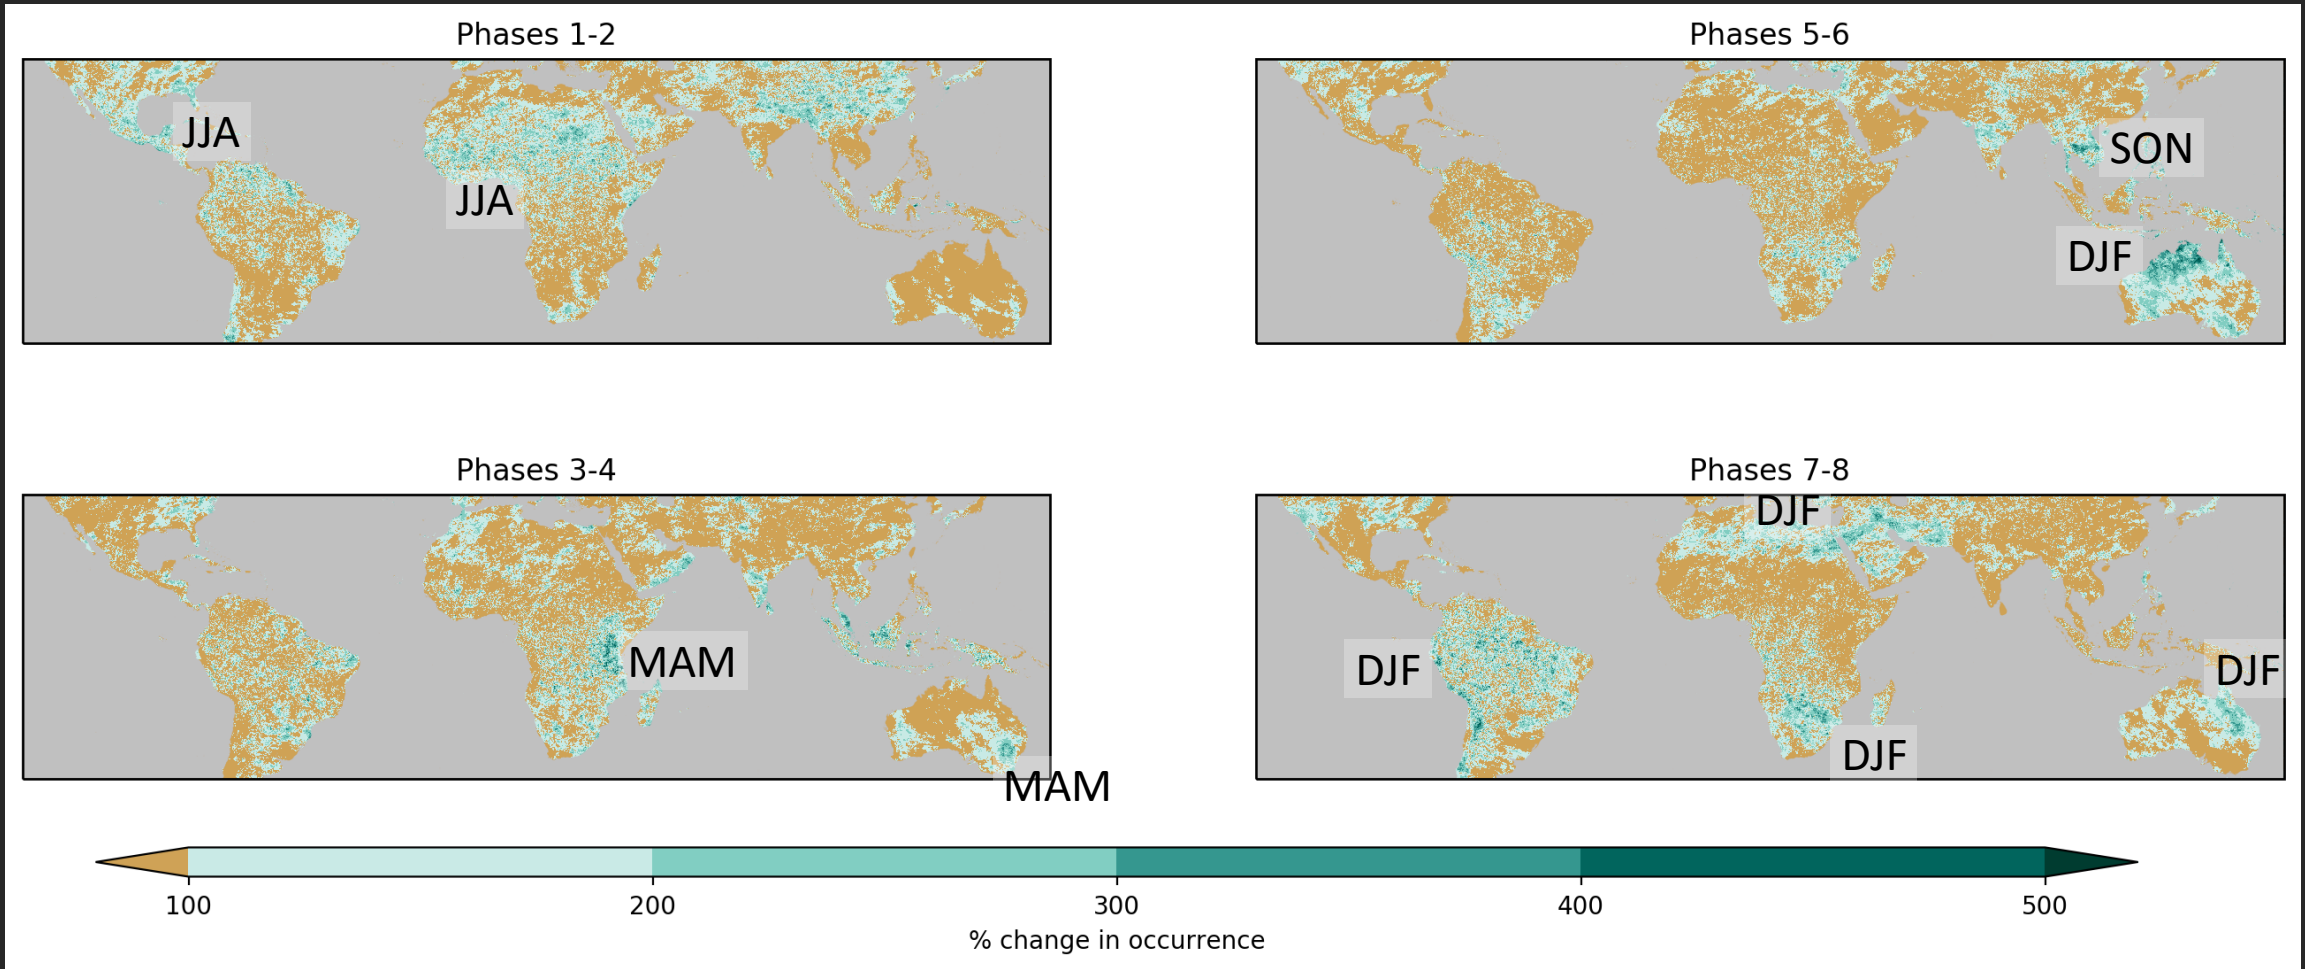 Phases 1-2
JJA
JJA
Phases 5-6
SON
DJF
Phases 3-4
MAM
MAM
Phases 7-8
DJF
DJF
DJF
DJF
100 200 300 400 500
% change in occurrence